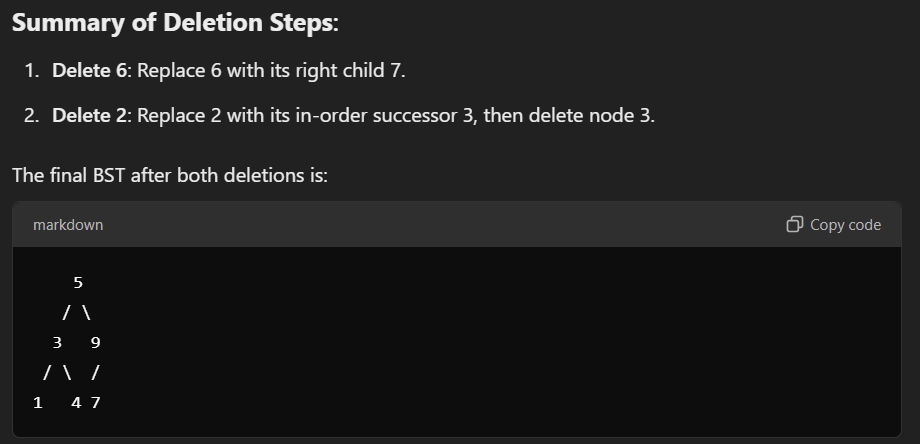 Summary of Deletion Steps:
1. Delete 6: Replace 6 with its right child 7.
2. Delete 2: Replace 2 with its in-order successor 3, then delete node 3.
The final BST after both deletions is:
markdown
Copy code
    5
   / \
  3   9
 / \  /
1   4 7